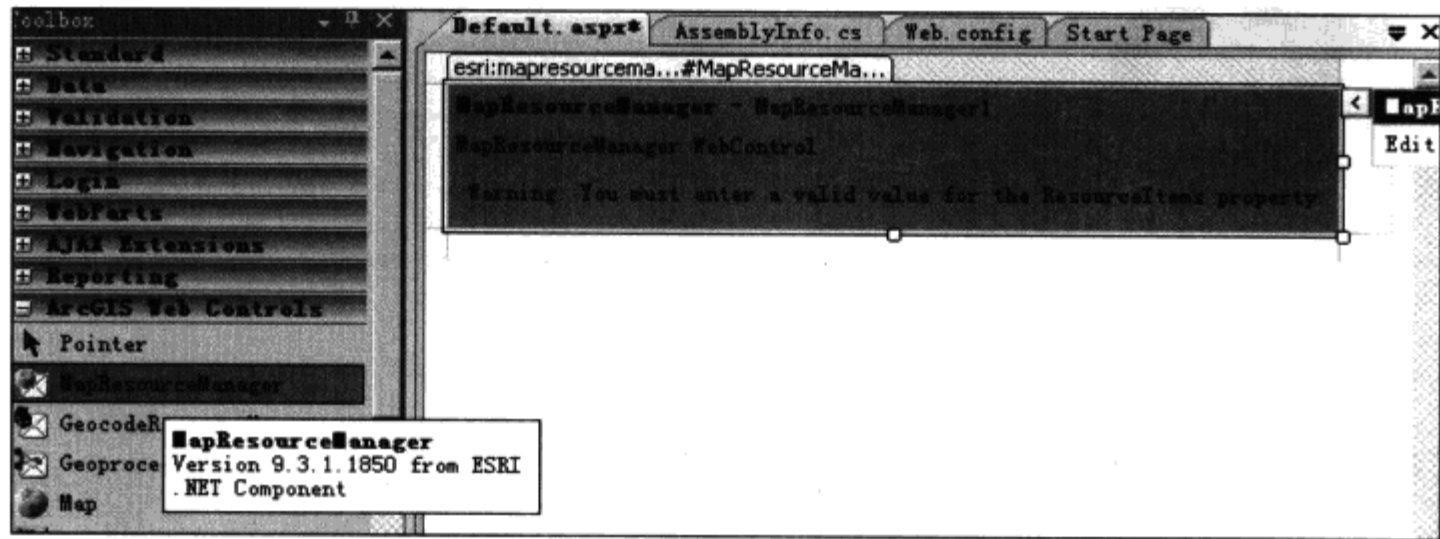 oolbox
Default.aspx* AssemblyInfo.cs Web.config Start Page
Standard
Data
Validation
Navigation
Login
WebParts
AJAX Extensions
Reporting
ArcGIS Web Controls
Pointer
MapResourceManager
GeocodeR
Geoproce
Map
MapResourceManager
Version 9.3.1.1850 from ESRI
.NET Component
esri:mapresourcema...#MapResourceMa...
MapResourceManager - MapResourceManager1
MapResourceManager WebControl
Warning You must enter a valid value for the ResourceItems property
MapR
Edit